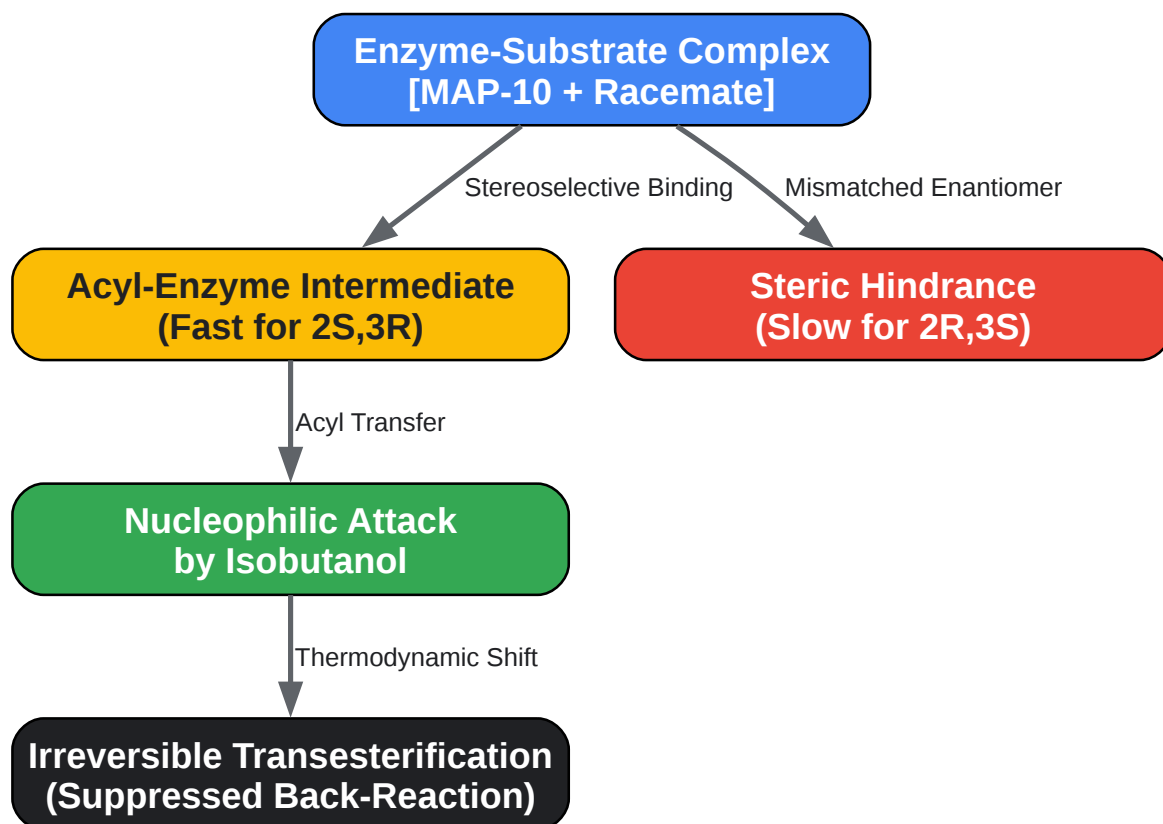 Enzyme-Substrate Complex
[MAP-10 + Racemate]
Stereoselective Binding
Mismatched Enantiomer
Acyl-Enzyme Intermediate
(Fast for 2S,3R)
Steric Hindrance
(Slow for 2R,3S)
Acyl Transfer
Nucleophilic Attack
by Isobutanol
Thermodynamic Shift
Irreversible Transesterification
(Suppressed Back-Reaction)